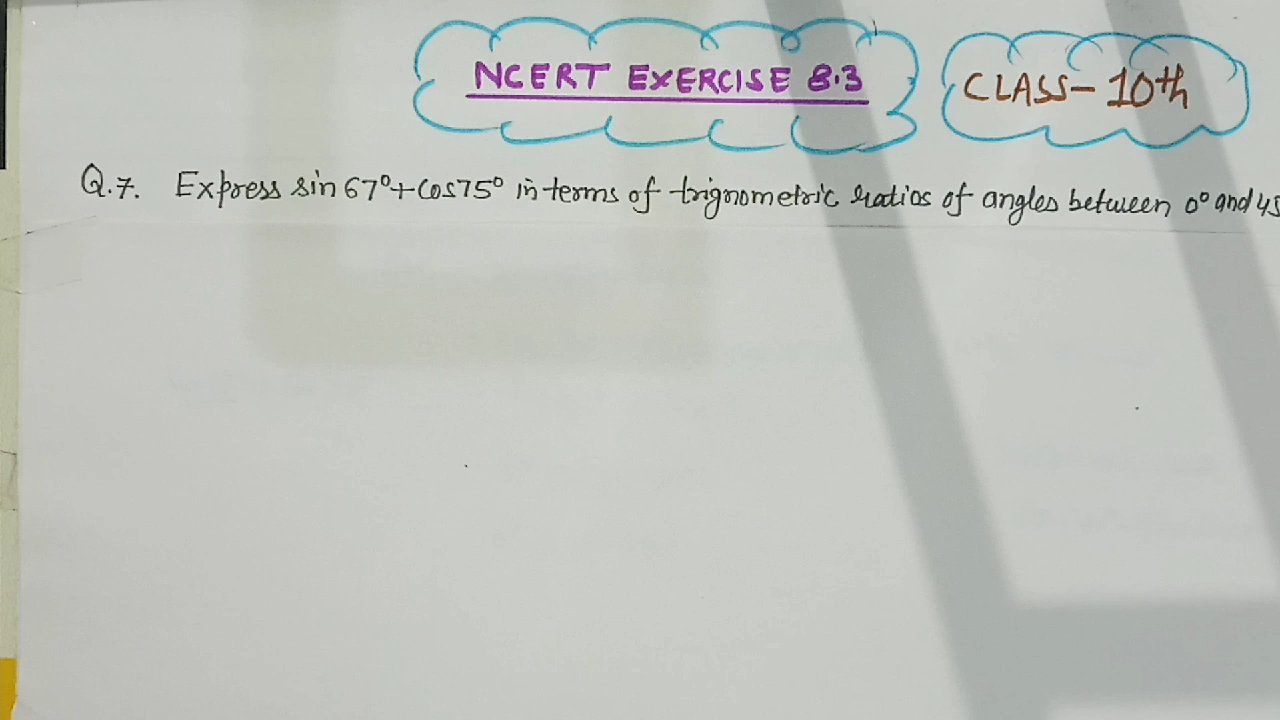 NCERT EXERCISE 8.3
CLASS- 10th
Q.7. Express sin 67°+cos75° in terms of trignometric ratios of angles between 0° and 45